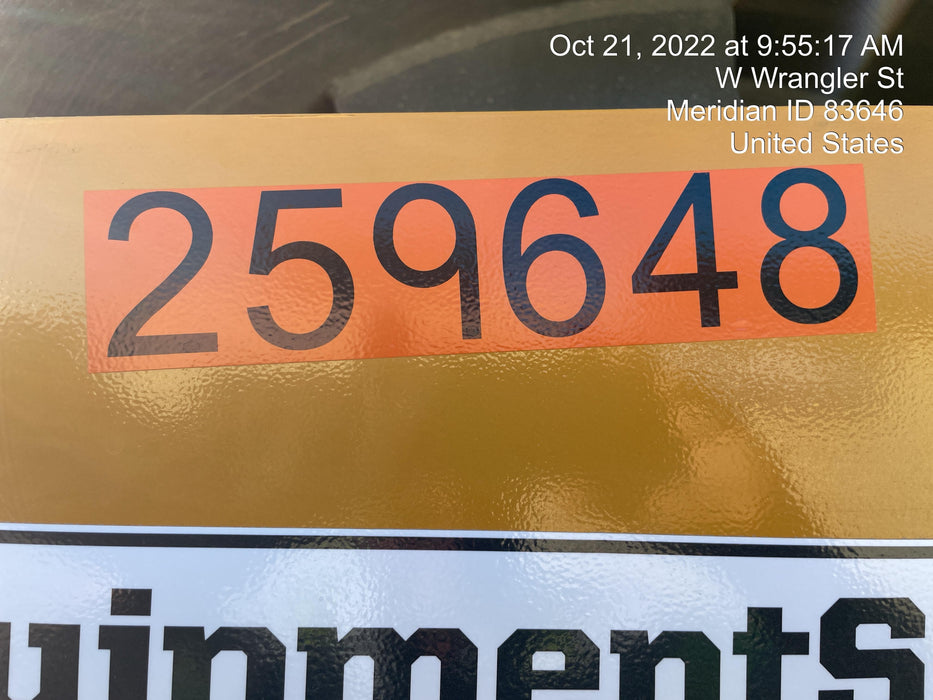 Oct 21, 2022 at 9:55:17 AM
W Wrangler St
Meridian ID 83646
United States
259648
uipmentS